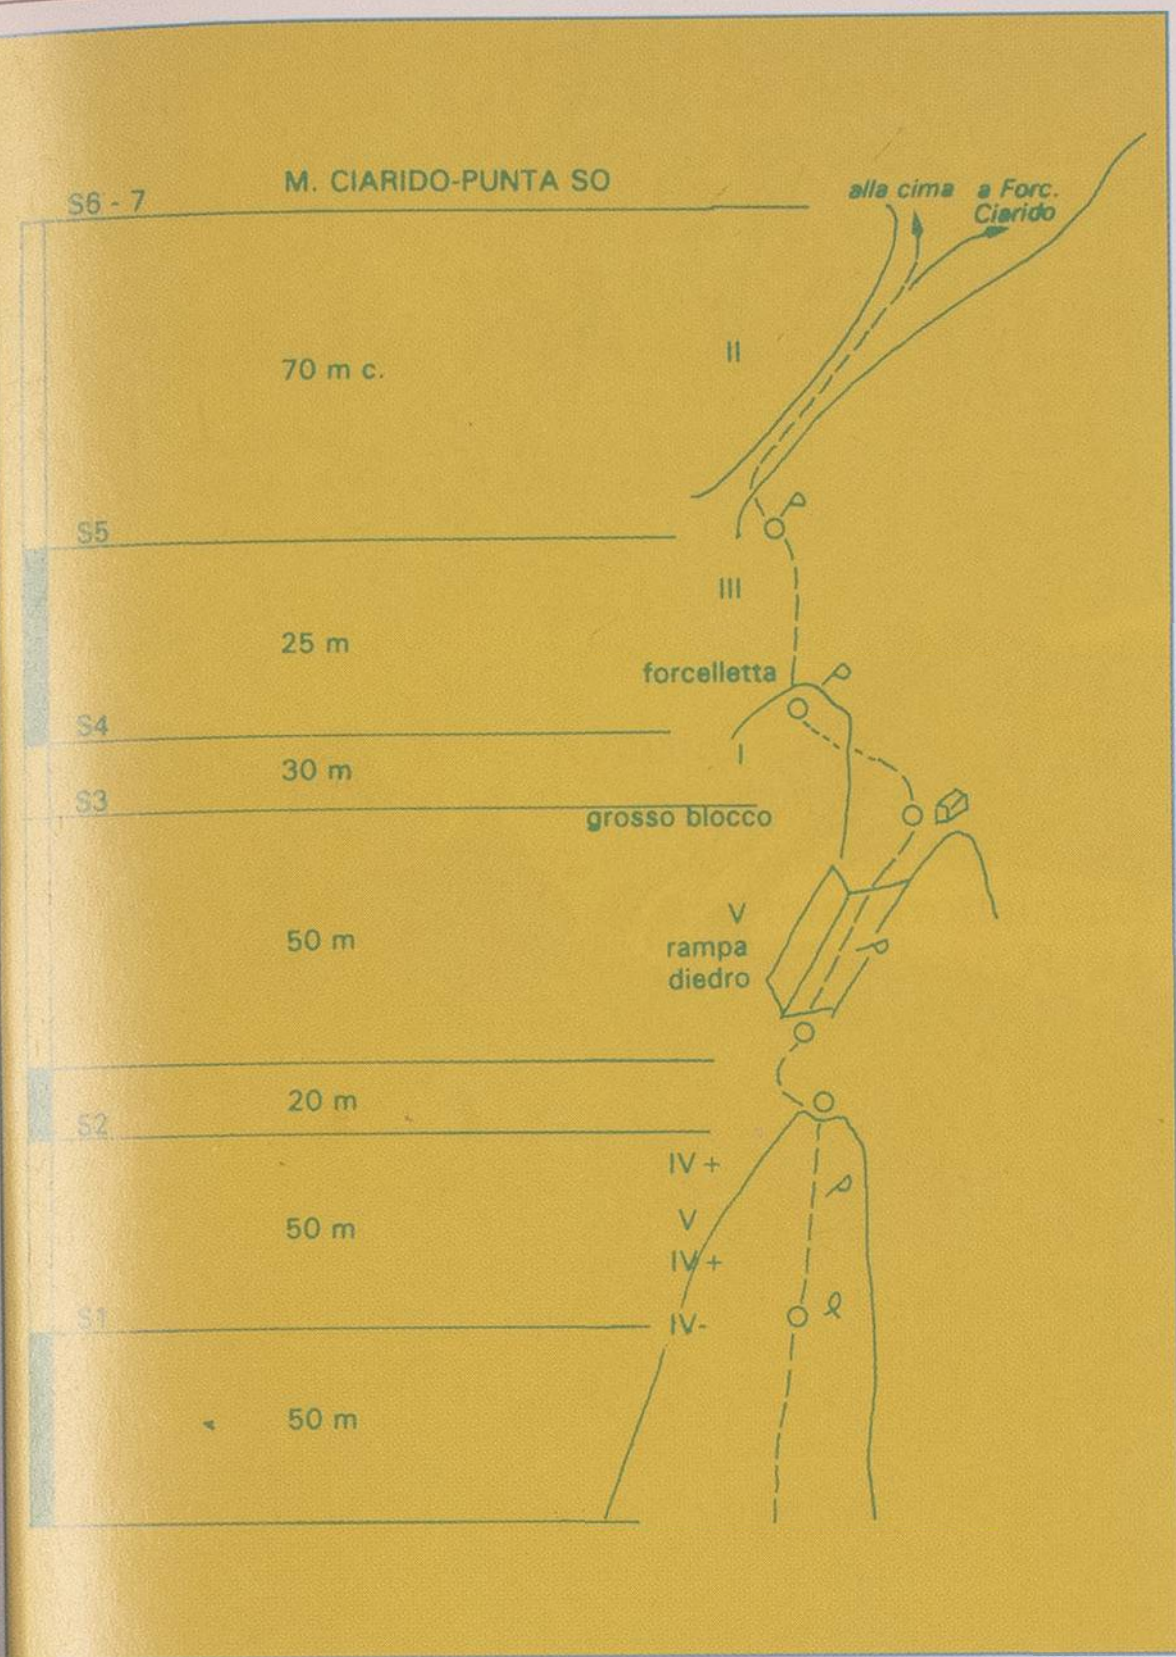 M. CIARIDO-PUNTA SO
S6 - 7
alla cima
a Forc.
Ciarido
70 m c.
II
S5
III
25 m
forcelletta
S4
I
30 m
S3
grosso blocco
V
50 m
rampa
diedro
20 m
S2
IV +
V
50 m
IV +
S1
IV-
50 m